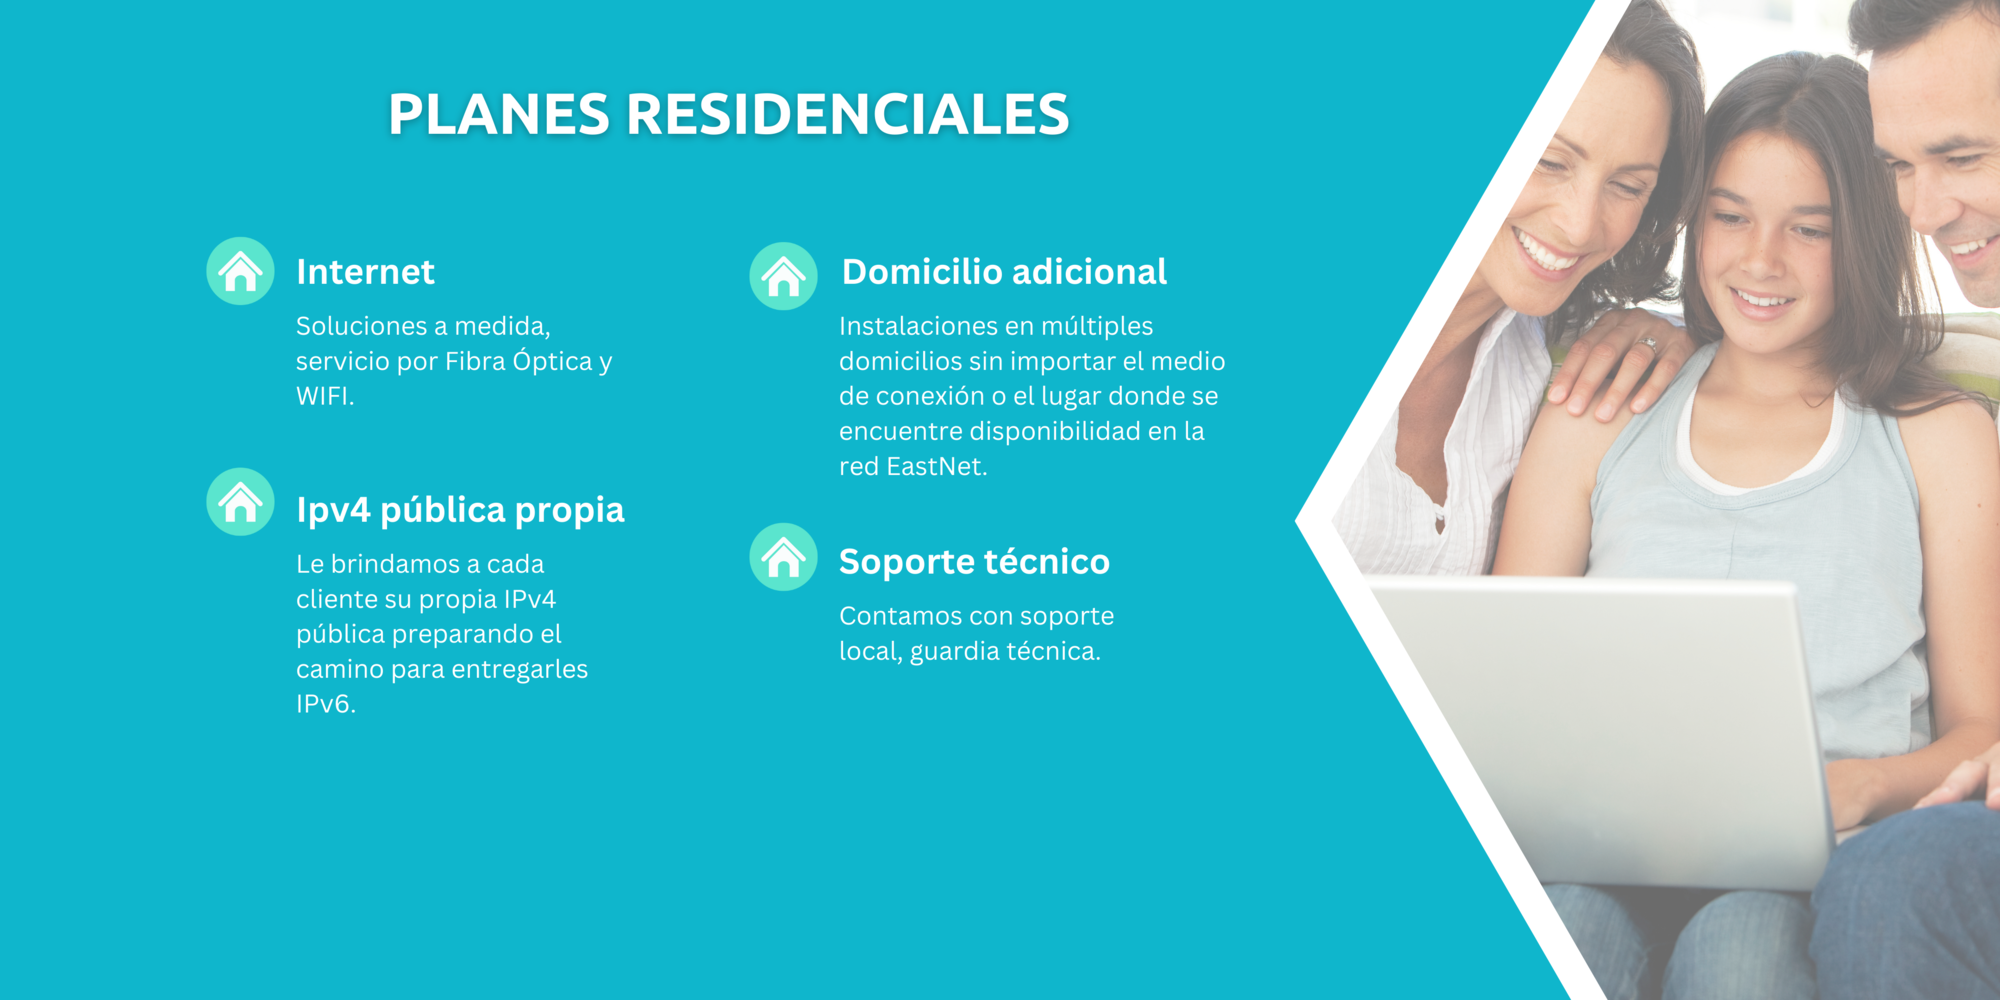 PLANES RESIDENCIALES
Internet
Soluciones a medida,
servicio por Fibra Óptica y
WIFI.
Ipv4 pública propia
Le brindamos a cada
cliente su propia IPv4
pública preparando el
camino para entregarles
IPv6.
Domicilio adicional
Instalaciones en múltiples
domicilios sin importar el medio
de conexión o el lugar donde se
encuentre disponibilidad en la
red EastNet.
Soporte técnico
Contamos con soporte
local, guardia técnica.